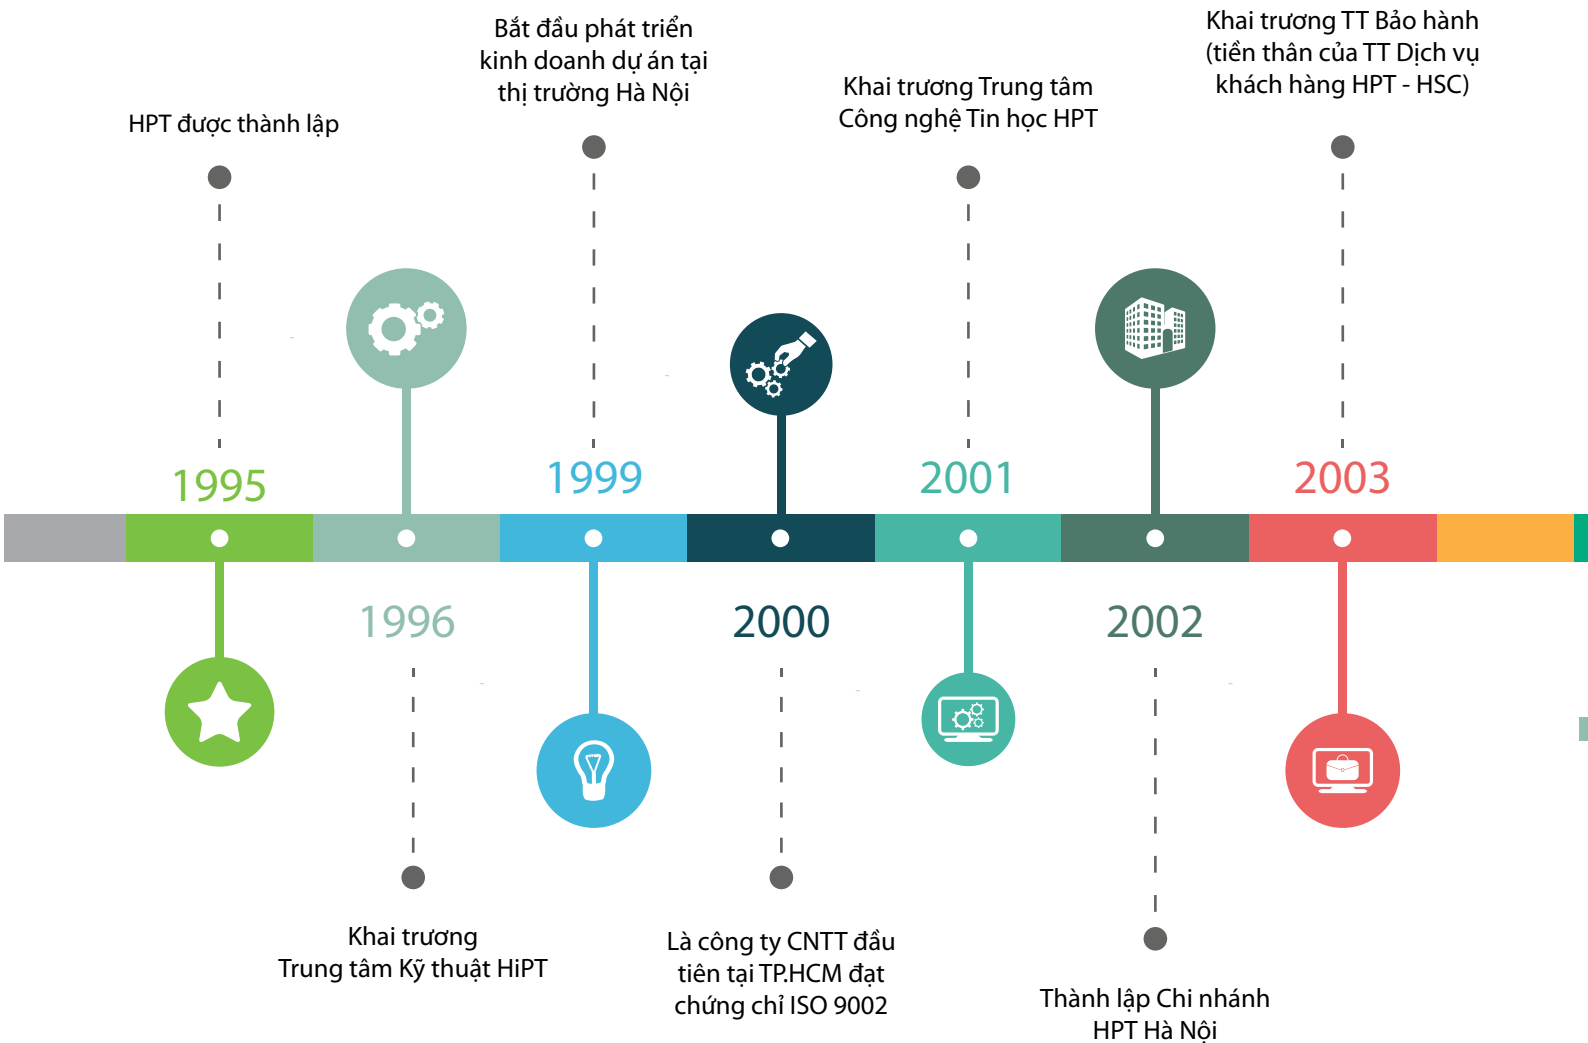 HPT được thành lập
1995
1996
Khai trương
Trung tâm Kỹ thuật HiPT
Bắt đầu phát triển
kinh doanh dự án tại
thị trường Hà Nội
1999
2000
Là công ty CNTT đầu
tiên tại TP.HCM đạt
chứng chỉ ISO 9002
Khai trương Trung tâm
Công nghệ Tin học HPT
2001
2002
Thành lập Chi nhánh
HPT Hà Nội
Khai trương TT Bảo hành
(tiền thân của TT Dịch vụ
khách hàng HPT - HSC)
2003